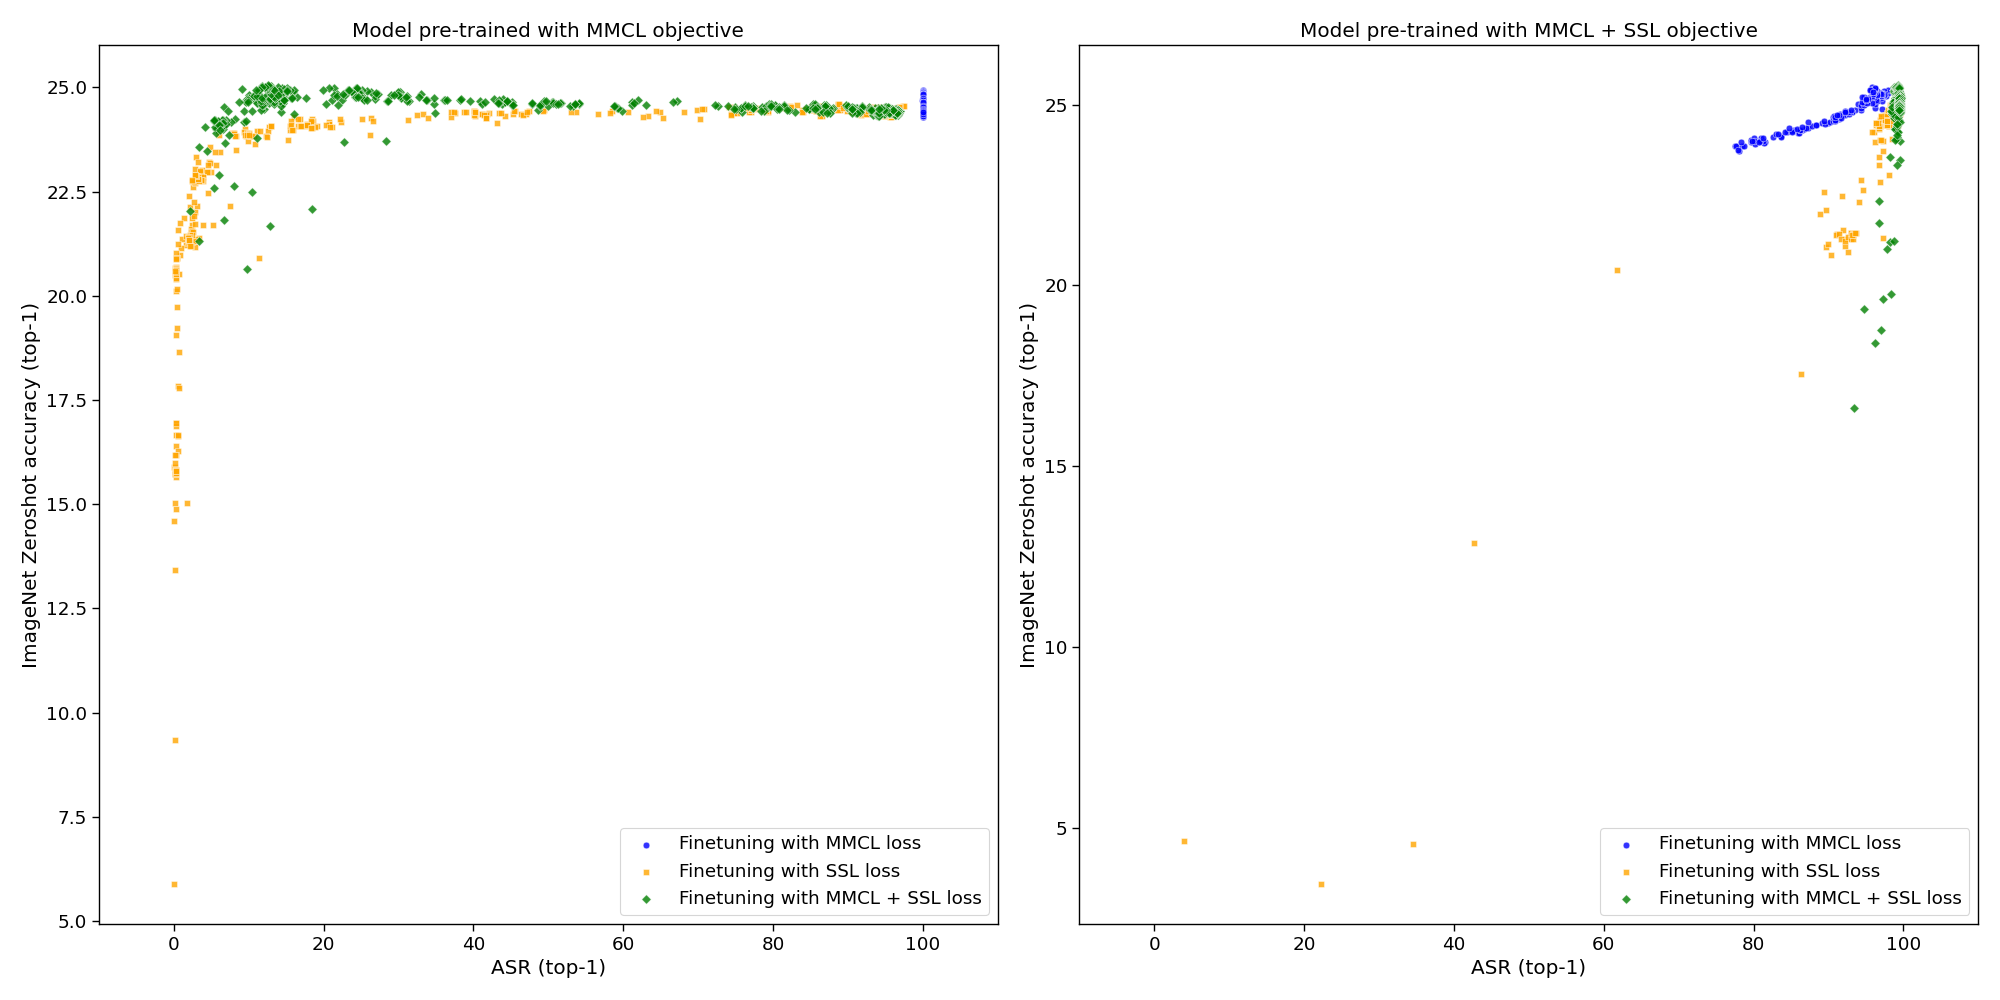 Model pre-trained with MMCL objective
ImageNet Zeroshot accuracy (top-1)
25.0
22.5
20.0
17.5
15.0
12.5
10.0
7.5
5.0
0 20 40 60 80 100
ASR (top-1)
Finetuning with MMCL loss
Finetuning with SSL loss
Finetuning with MMCL + SSL loss
Model pre-trained with MMCL + SSL objective
ImageNet Zeroshot accuracy (top-1)
25
20
15
10
5
0 20 40 60 80 100
ASR (top-1)
Finetuning with MMCL loss
Finetuning with SSL loss
Finetuning with MMCL + SSL loss